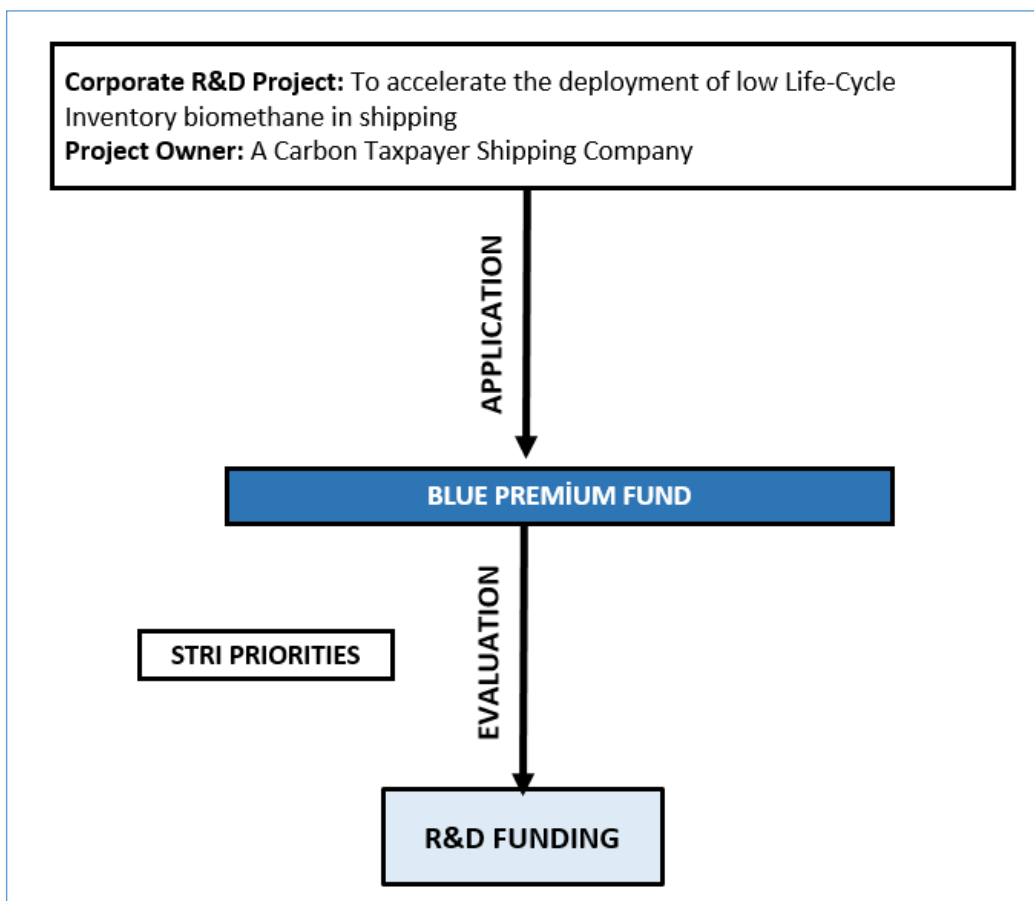 Corporate R&D Project: To accelerate the deployment of low Life-Cycle
Inventory biomethane in shipping
Project Owner: A Carbon Taxpayer Shipping Company
APPLICATION
BLUE PREMİUM FUND
EVALUATION
STRI PRIORITIES
R&D FUNDING